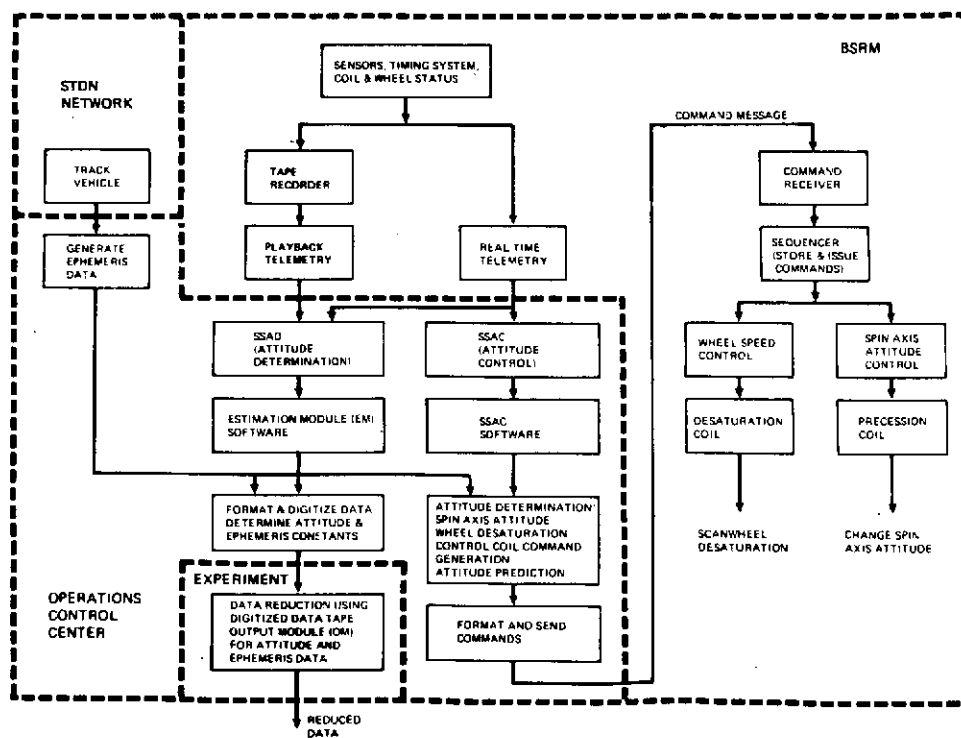 BSRM
STDN
NETWORK
SENSORS, TIMING SYSTEM,
COIL & WHEEL STATUS
COMMAND MESSAGE
TRACK
VEHICLE
TAPE
RECORDER
COMMAND
RECEIVER
GENERATE
EPHEMERIS
DATA
PLAYBACK
TELEMETRY
REAL TIME
TELEMETRY
SEQUENCER
(STORE & ISSUE
COMMANDS)
SSAD
(ATTITUDE
DETERMINATION)
SSAC
(ATTITUDE
CONTROL)
WHEEL SPEED
CONTROL
SPIN AXIS
ATTITUDE
CONTROL
ESTIMATION MODULE (EM)
SOFTWARE
SSAC
SOFTWARE
DESATURATION
COIL
PRECESSION
COIL
FORMAT & DIGITIZE DATA
DETERMINE ATTITUDE &
EPHEMERIS CONSTANTS
ATTITUDE DETERMINATION
SPIN AXIS ATTITUDE
WHEEL DESATURATION
CONTROL COIL COMMAND
GENERATION
ATTITUDE PREDICTION
SCANWHEEL
DESATURATION
CHANGE SPIN
AXIS ATTITUDE
EXPERIMENT
OPERATIONS
CONTROL
CENTER
DATA REDUCTION USING
DIGITIZED DATA TAPE
OUTPUT MODULE (OM)
FOR ATTITUDE AND
EPHEMERIS DATA
FORMAT AND SEND
COMMANDS
REDUCED
DATA